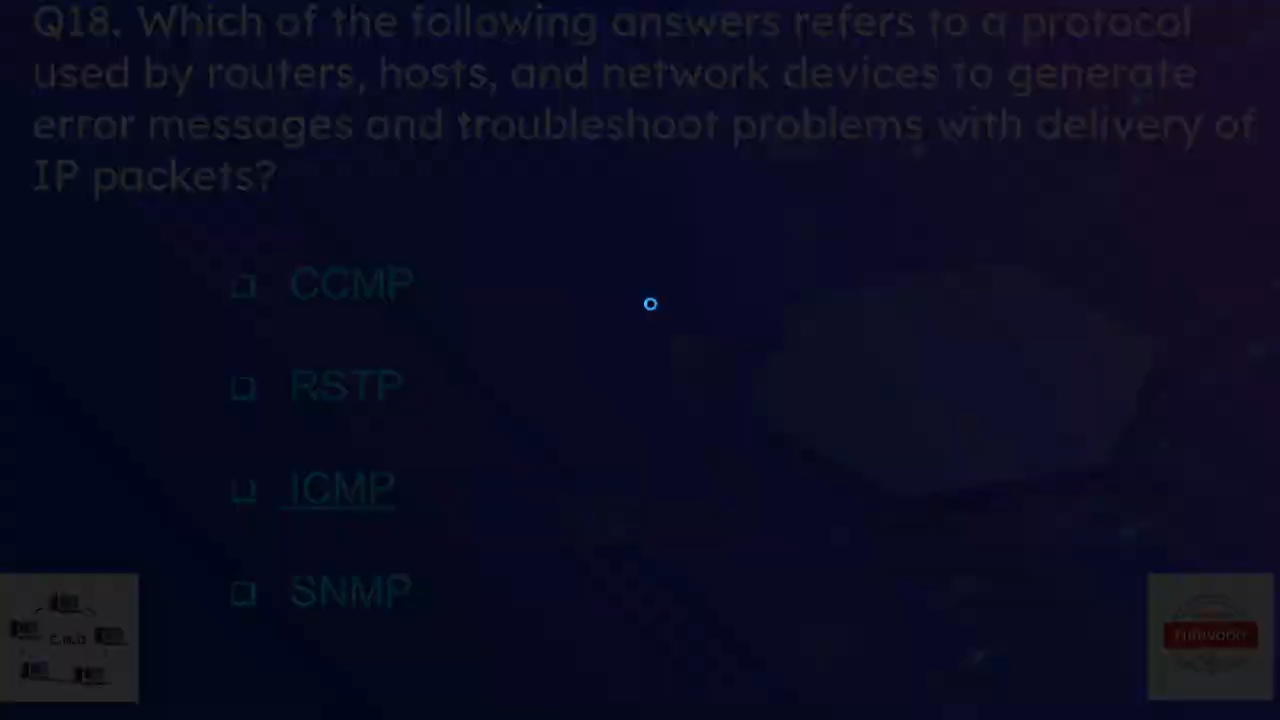 Q18. Which of the following answers refers to a protocol
used by routers, hosts, and network devices to generate
error messages and troubleshoot problems with delivery of
IP packets?
CCMP
RSTP
ICMP
SNMP